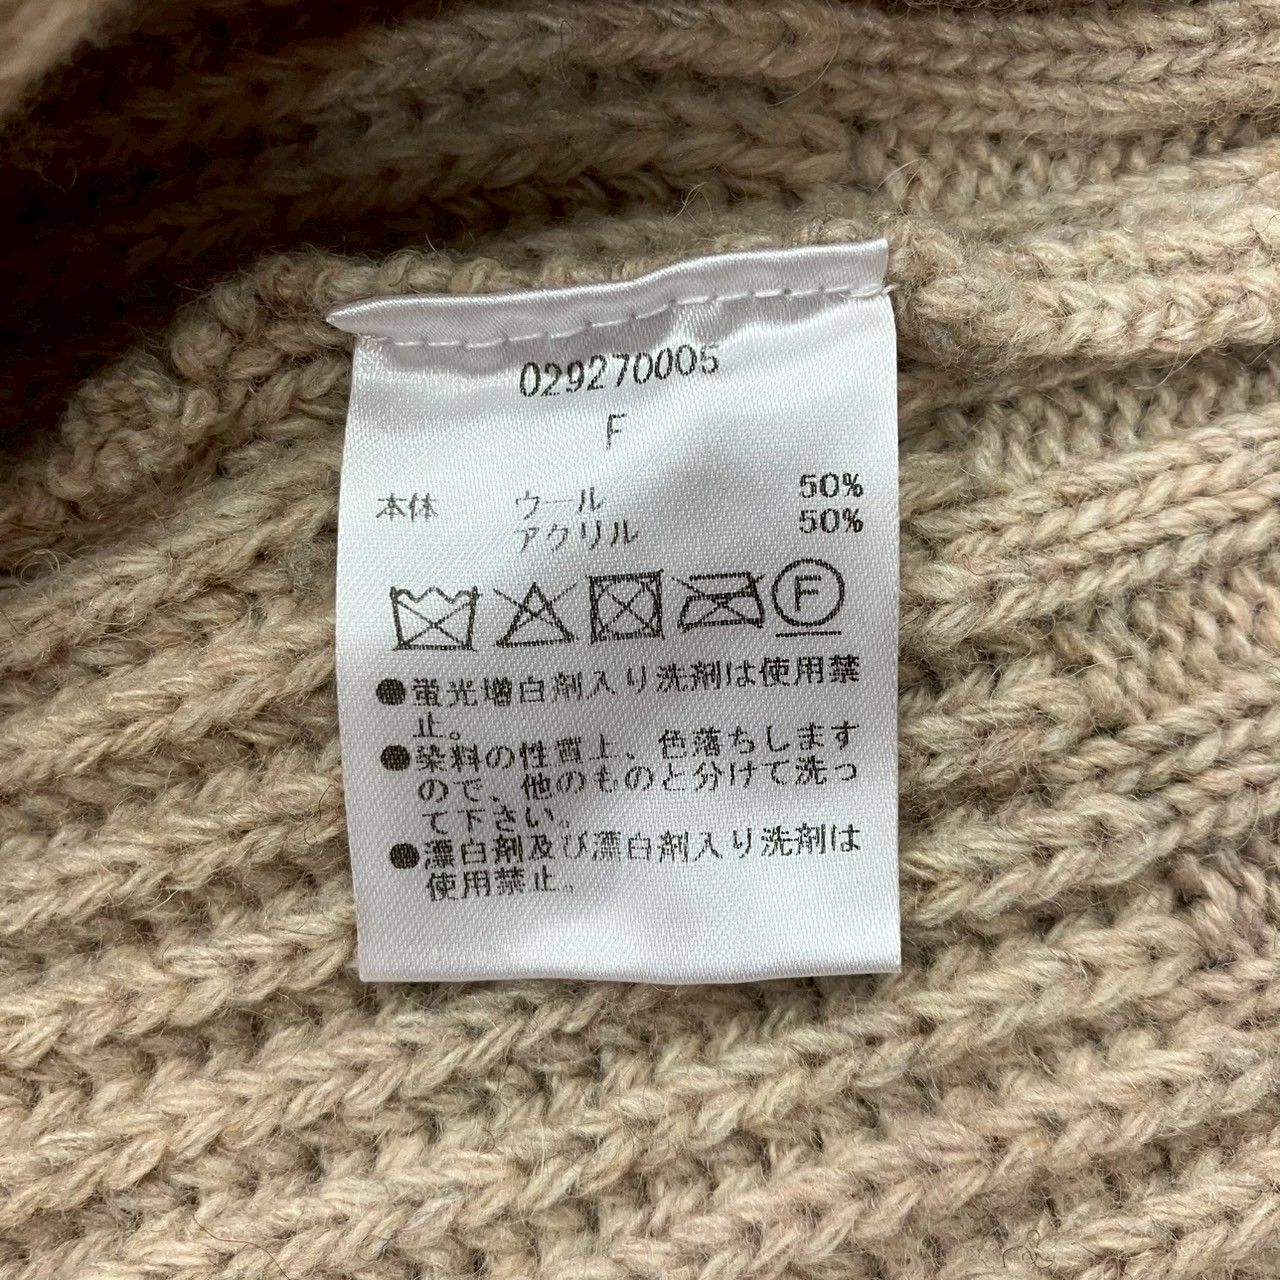 029270005
F
本体 ウール 50%
アクリル 50%
F
●蛍光増白剤入り洗剤は使用禁
止。
●染料の性質上、色落ちします
ので、他のものと分けて洗っ
て下さい。
●漂白剤及び漂白剤入り洗剤は
使用禁止。